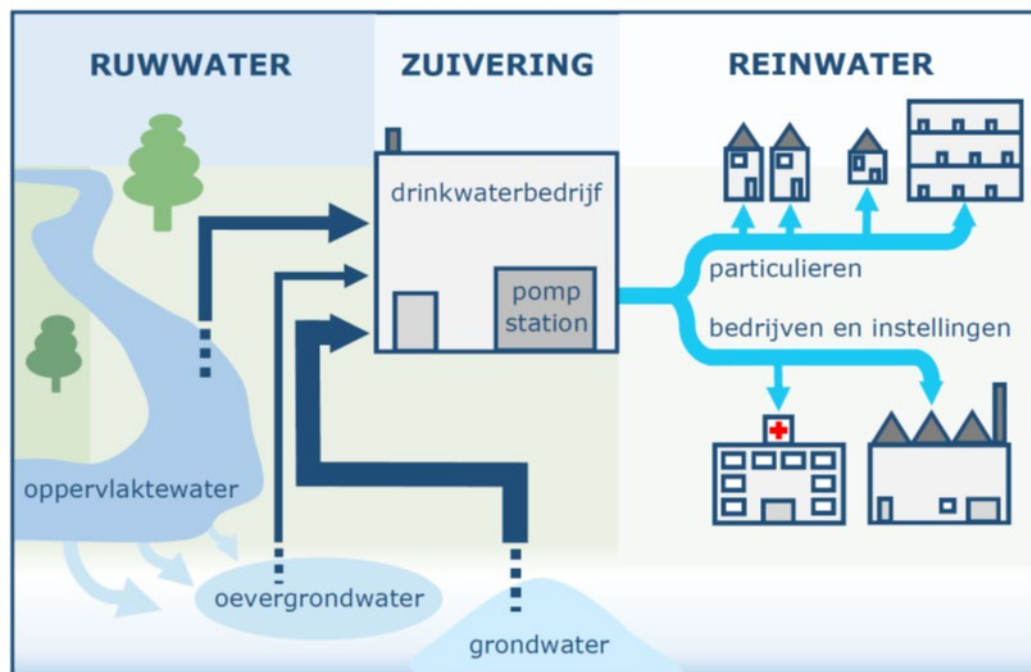 RUWWATER
ZUIVERING
REINWATER
drinkwaterbedrijf
pomp
station
particulieren
bedrijven en instellingen
oppervlaktewater
oevergrondwater
grondwater